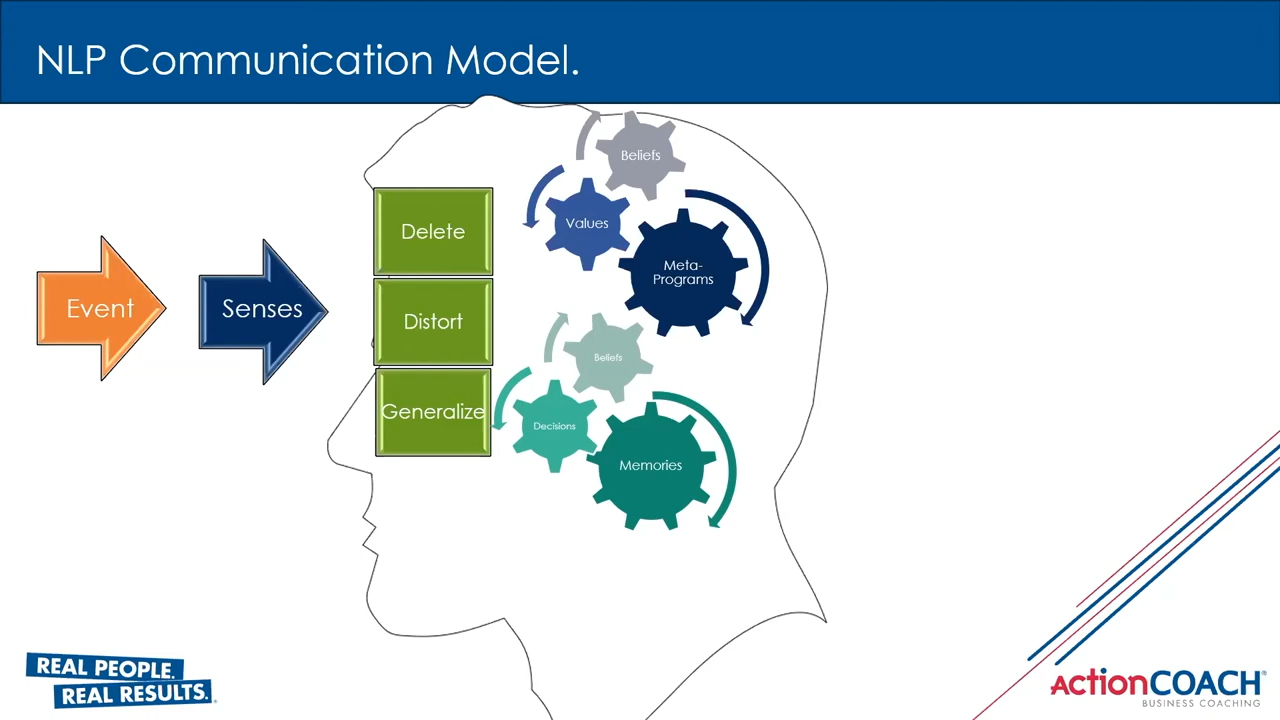 NLP Communication Model.
Event
Senses
Delete
Distort
Generalize
Beliefs
Values
Meta-
Programs
Beliefs
Decisions
Memories
REAL PEOPLE.
REAL RESULTS.
ACTionCOACH®
BUSINESS COACHING